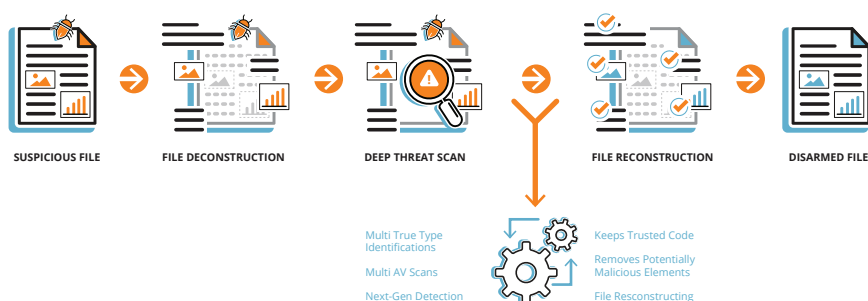 SUSPICIOUS FILE
FILE DECONSTRUCTION
DEEP THREAT SCAN
FILE RECONSTRUCTION
DISARMED FILE
Multi True Type
Identifications
Multi AV Scans
Next-Gen Detection
Keeps Trusted Code
Removes Potentially
Malicious Elements
File Resconstructing